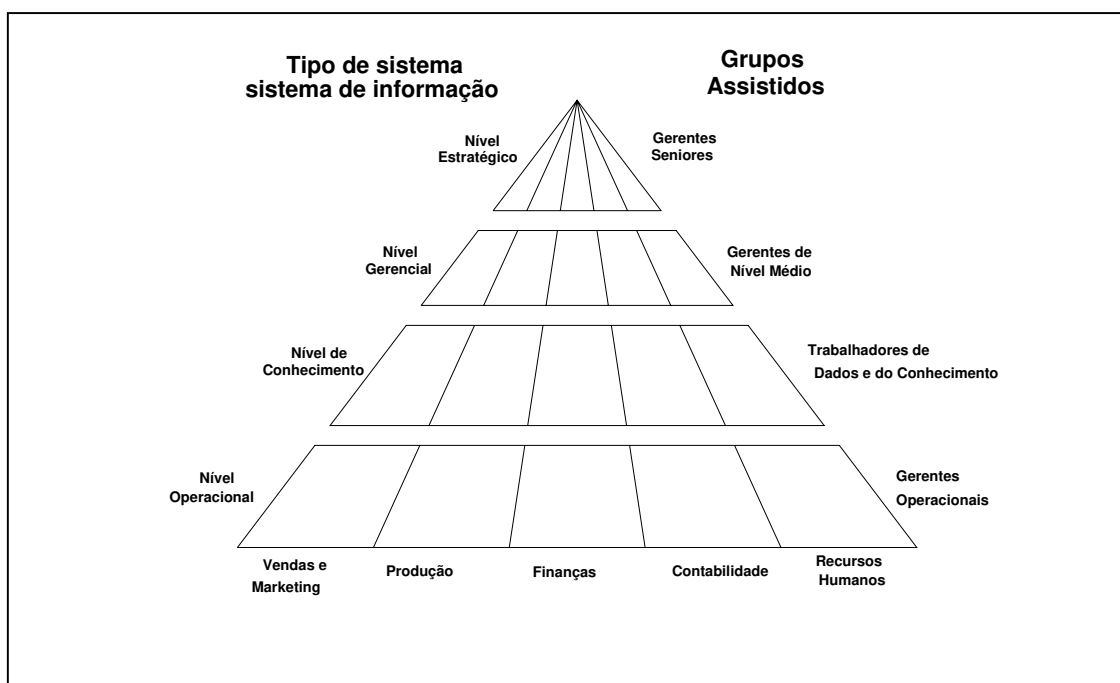 Tipo de sistema
sistema de informação
Grupos
Assistidos
Nível
Estratégico
Gerentes
Seniores
Nível
Gerencial
Gerentes de
Nível Médio
Nível de
Conhecimento
Trabalhadores de
Dados e do Conhecimento
Nível
Operacional
Gerentes
Operacionais
Vendas e
Marketing
Produção
Finanças
Contabilidade
Recursos
Humanos